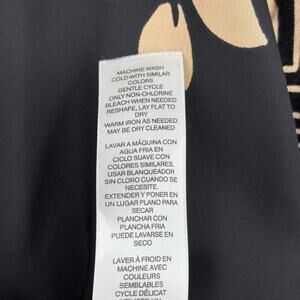 MACHINE WASH
COLD-WITH SIMILAR
COLORS
GENTLE CYCLE
ONLY NON-CHLORINE
BLEACH WHEN NEEDED
RESHAPE, LAY FLAT TO
DRY
WARM IRON AS NEEDED
MAY BE DRY CLEANED
LAVAR A MÁQUINA CON
AGUA FRIA EN
CICLO SUAVE CON
COLORES SIMILARES,
USAR BLANQUEADOR
SIN CLORO CUANDO SE
NECESITE,
EXTENDER Y PONER EN
UN LUGAR PLANO PARA
SECAR
PLANCHAR CON
PLANCHA FRIA
PUEDE LAVARSE EN
SECO
LAVER À FROID EN
MACHINE AVEC
COULEURS
SEMBLABLES
CYCLE DÉLICAT